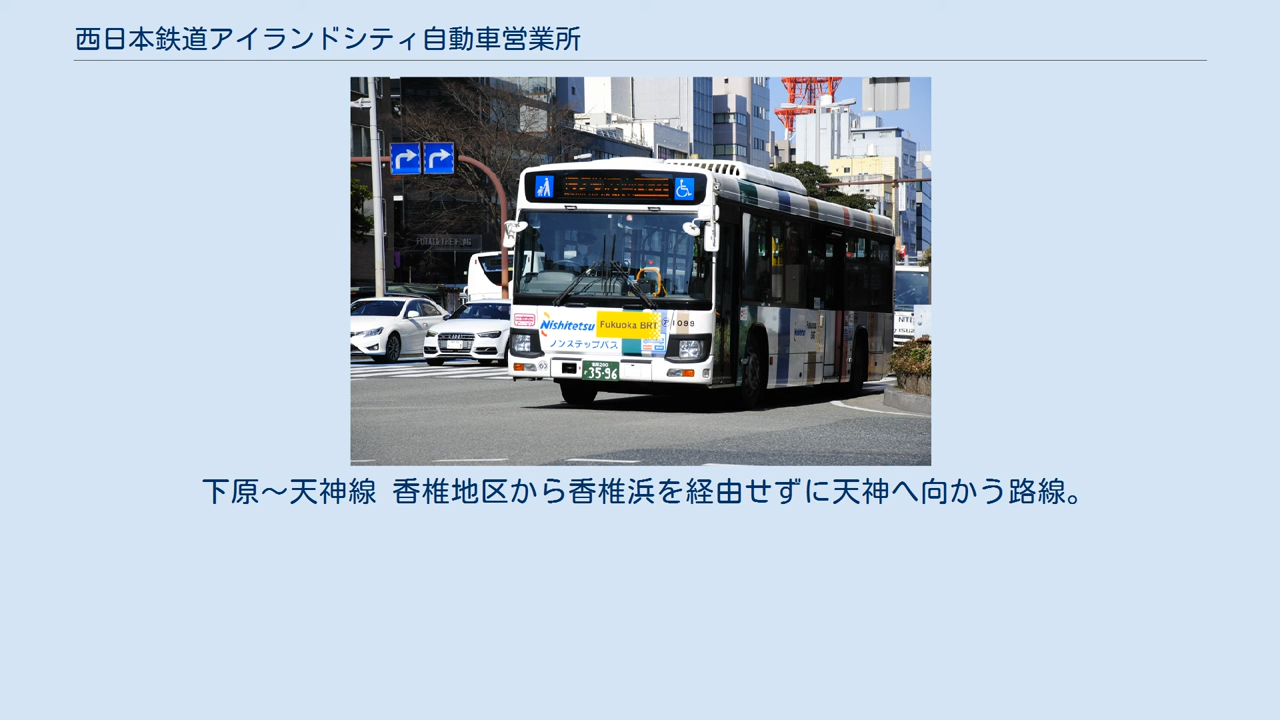 西日本鉄道アイランドシティ自動車営業所
Nishitetsu
Fukuoka BRT
1099
ノンステップバス
35-96
下原〜天神線 香椎地区から香椎浜を経由せずに天神へ向かう路線。